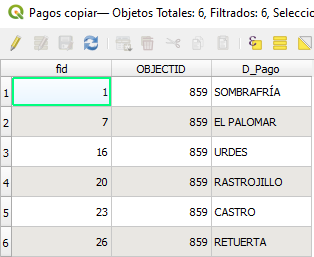 Pagos copiar— Objetos Totales: 6, Filtrados: 6, Seleccio
fid OBJECTID D_Pago
1 1 859 SOMBRAFRÍA
2 7 859 EL PALOMAR
3 16 859 URDES
4 20 859 RASTROJILLO
5 23 859 CASTRO
6 26 859 RETUERTA